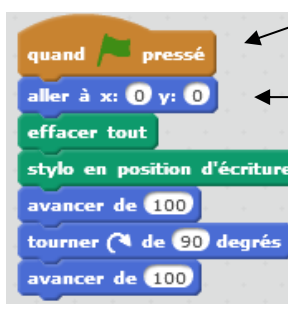 quand pressé
aller à x: 0 y: 0
effacer tout
stylo en position d'écriture
avancer de 100
tourner de 90 degrés
avancer de 100